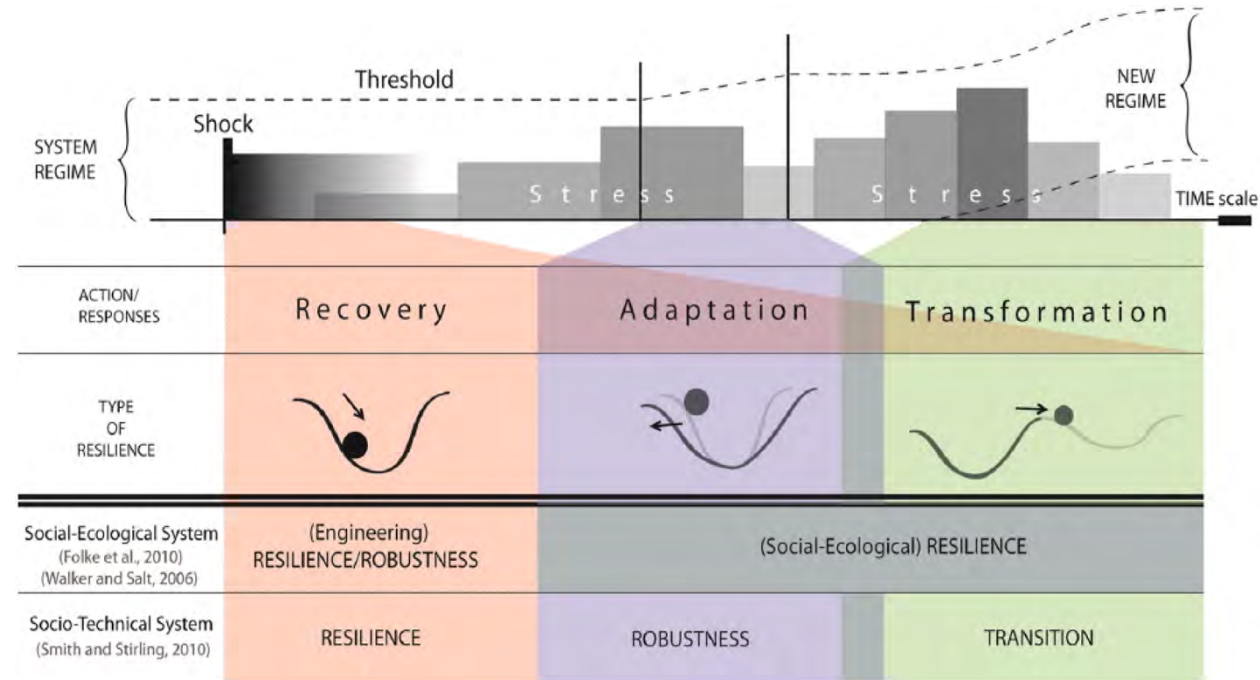 Threshold
NEW
REGIME
Shock
SYSTEM
REGIME
Stress
Stress
TIME scale
ACTION/
RESPONSES
Recovery
Adaptation
Transformation
TYPE
OF
RESILIENCE
Social-Ecological System
(Folke et al., 2010)
(Walker and Salt, 2006)
(Engineering)
RESILIENCE/ROBUSTNESS
(Social-Ecological) RESILIENCE
Socio-Technical System
(Smith and Stirling, 2010)
RESILIENCE
ROBUSTNESS
TRANSITION